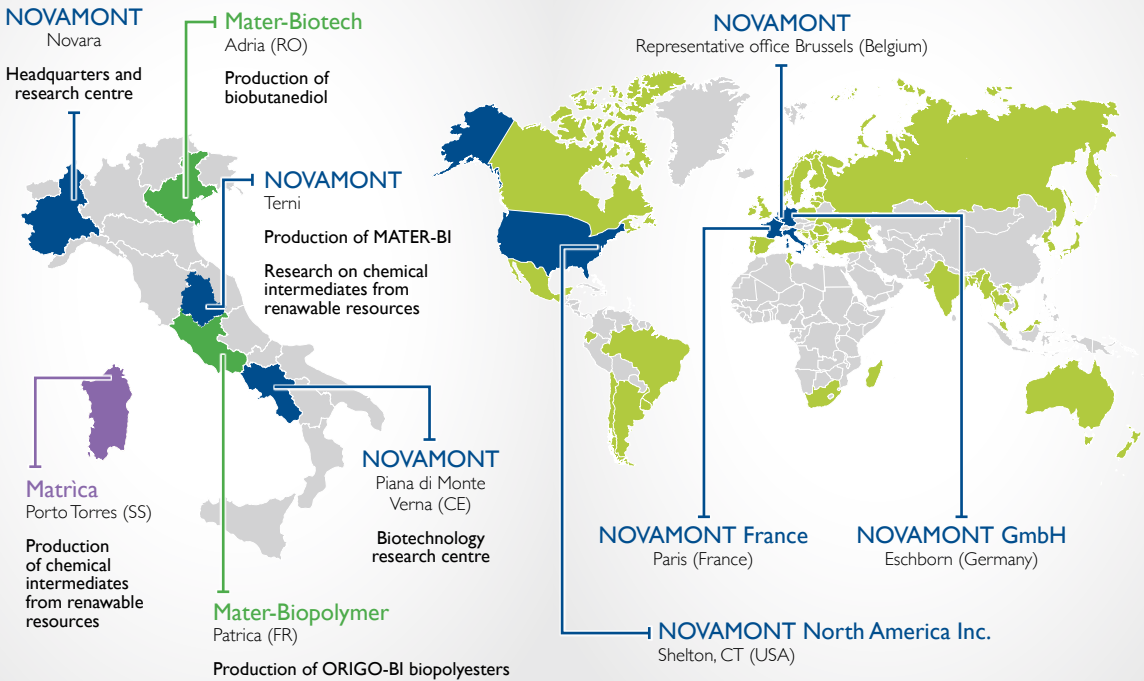 NOVAMONT
Novara
Headquarters and
research centre
Mater-Biotech
Adria (RO)
Production of
biobutanediol
NOVAMONT
Terni
Production of MATER-BI
Research on chemical
intermediates from
renawable resources
Matrìca
Porto Torres (SS)
Production
of chemical
intermediates
from renawable
resources
NOVAMONT
Piana di Monte
Verna (CE)
Biotechnology
research centre
Mater-Biopolymer
Patrica (FR)
Production of ORIGO-BI biopolyesters
NOVAMONT
Representative office Brussels (Belgium)
NOVAMONT France
Paris (France)
NOVAMONT GmbH
Eschborn (Germany)
NOVAMONT North America Inc.
Shelton, CT (USA)